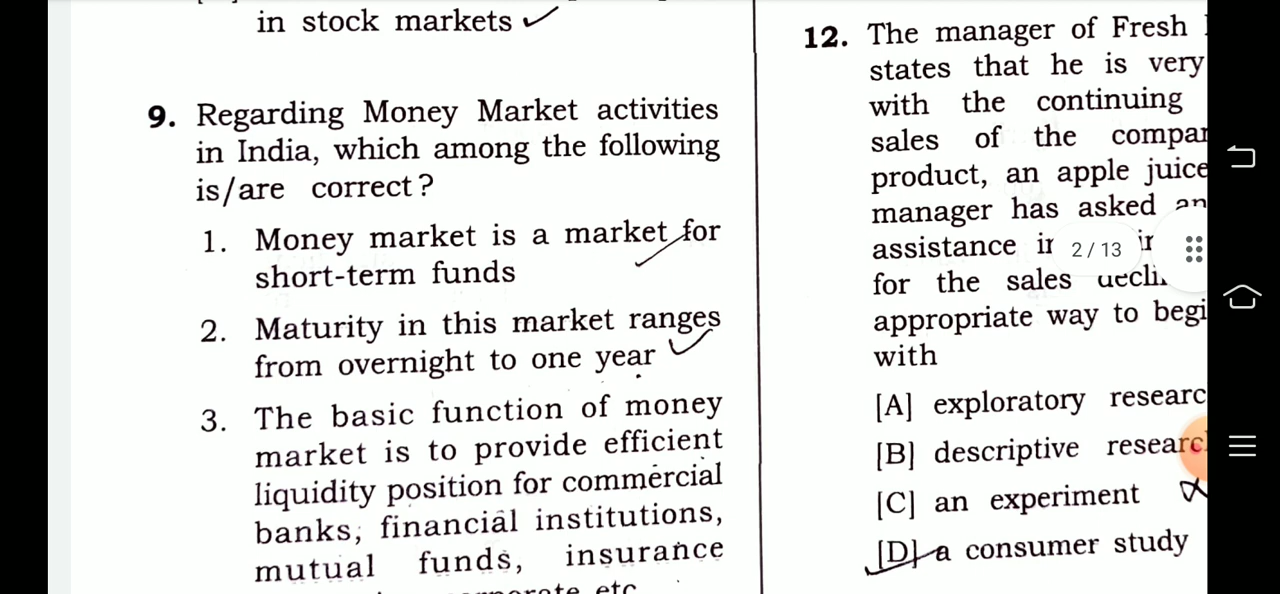 in stock markets
9. Regarding Money Market activities
in India, which among the following
is/are correct?
1. Money market is a market for
short-term funds
2. Maturity in this market ranges
from overnight to one year
3. The basic function of money
market is to provide efficient
liquidity position for commercial
banks, financial institutions,
mutual funds, insurance
etc.
12. The manager of Fresh
states that he is very
with the continuing
sales of the
product, an apple juice
manager has asked
assistance
2/13
for the sales
appropriate way to
with
[A] exploratory
[B] descriptive
[C] an experiment
[D] a consumer study